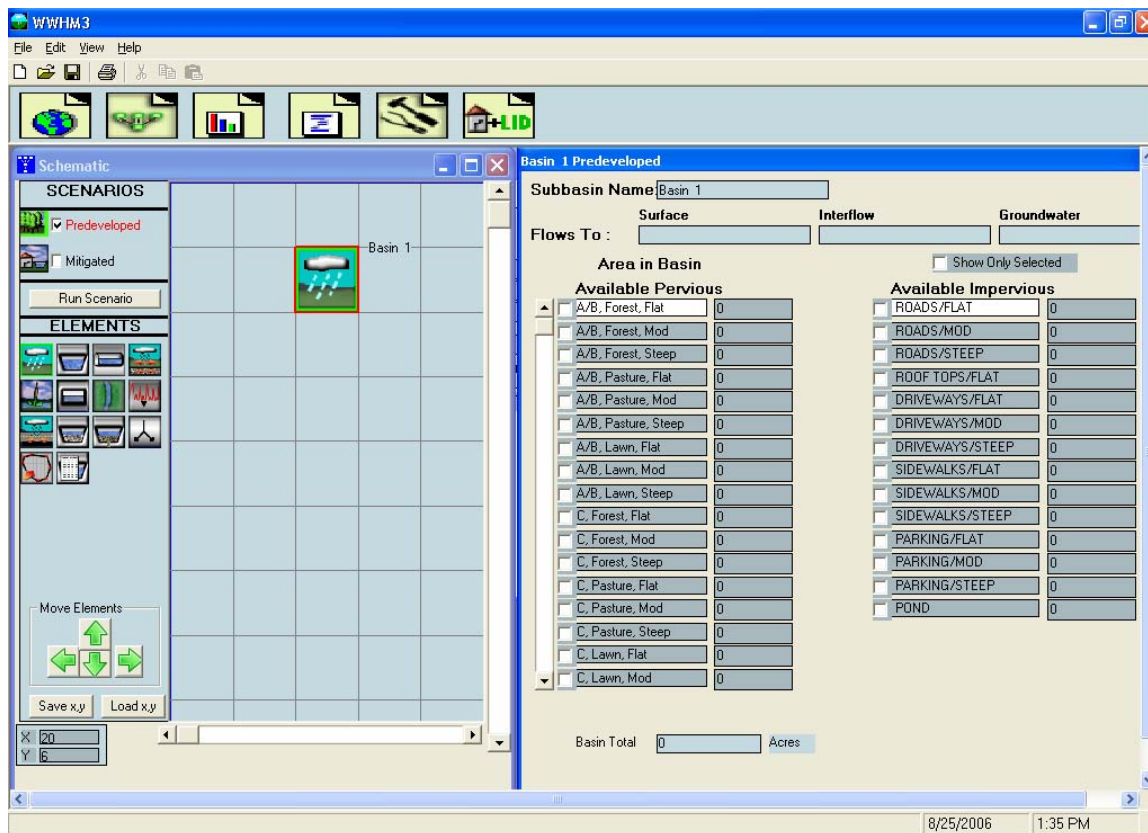 WWHM3
File Edit View Help
+LID
Schematic
SCENARIOS
Predeveloped
Mitigated
Run Scenario
ELEMENTS
Move Elements
Save x,y Load x,y
X 20
Y 6
Basin 1
Basin 1 Predeveloped
Subbasin Name: Basin 1
Surface Interflow Groundwater
Flows To :
Area in Basin Show Only Selected
Available Pervious Available Impervious
A/B, Forest, Flat 0 ROADS/FLAT 0
A/B, Forest, Mod 0 ROADS/MOD 0
A/B, Forest, Steep 0 ROADS/STEEP 0
A/B, Pasture, Flat 0 ROOF TOPS/FLAT 0
A/B, Pasture, Mod 0 DRIVEWAYS/FLAT 0
A/B, Pasture, Steep 0 DRIVEWAYS/MOD 0
A/B, Lawn, Flat 0 DRIVEWAYS/STEEP 0
A/B, Lawn, Mod 0 SIDEWALKS/FLAT 0
A/B, Lawn, Steep 0 SIDEWALKS/MOD 0
C, Forest, Flat 0 SIDEWALKS/STEEP 0
C, Forest, Mod 0 PARKING/FLAT 0
C, Forest, Steep 0 PARKING/MOD 0
C, Pasture, Flat 0 PARKING/STEEP 0
C, Pasture, Mod 0 POND 0
C, Pasture, Steep 0
C, Lawn, Flat 0
C, Lawn, Mod 0
Basin Total 0 Acres
8/25/2006 1:35 PM